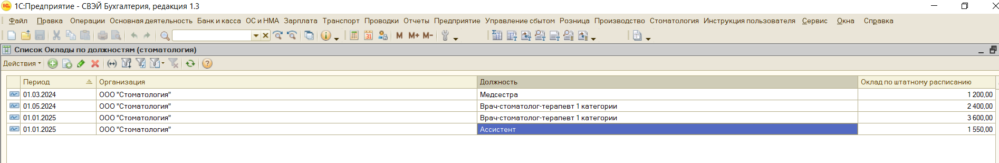 1С:Предприятие - СВЭЙ Бухгалтерия, редакция 1.3
Файл Правка Операции Основная деятельность Банк и касса ОС и НМА Зарплата Транспорт Проводки Отчеты Предприятие Управление сбытом Розница Производство Стоматология Инструкция пользователя Сервис Окна Справка
M M+ M-
Список Оклады по должностям (стоматология)
Действия
Период Организация Должность Оклад по штатному расписанию
01.03.2024 ООО "Стоматология" Медсестра 1 200,00
01.05.2024 ООО "Стоматология" Врач-стоматолог-терапевт 1 категории 2 400,00
01.01.2025 ООО "Стоматология" Врач-стоматолог-терапевт 1 категории 3 600,00
01.01.2025 ООО "Стоматология" Ассистент 1 550,00